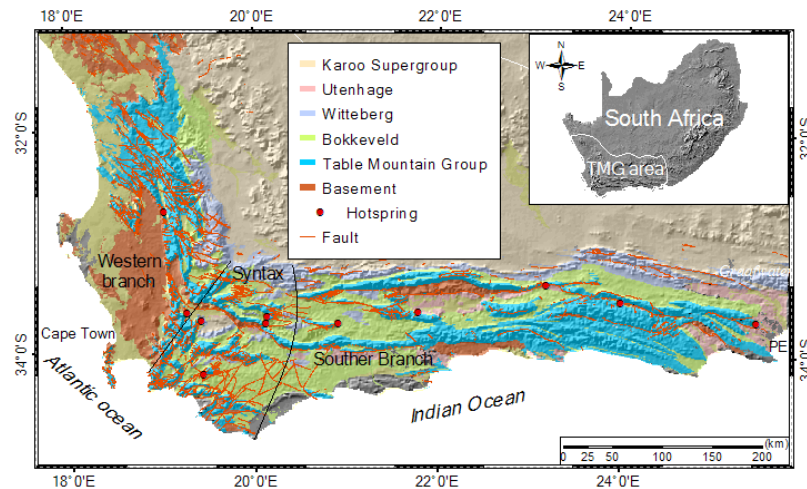 18°0'E
20°0'E
22°0'E
24°0'E
32°0'S
34°0'S
Karoo Supergroup
Utenhage
Witteberg
Bokkeveld
Table Mountain Group
Basement
Hotspring
Fault
N
W
E
S
South Africa
TMG area
32°0'S
34°0'S
Western
branch
Syntax
Cape Town
Souther Branch
PE
Atlantic ocean
Indian Ocean
(km)
0 25 50 100 150 200
18°0'E
20°0'E
22°0'E
24°0'E